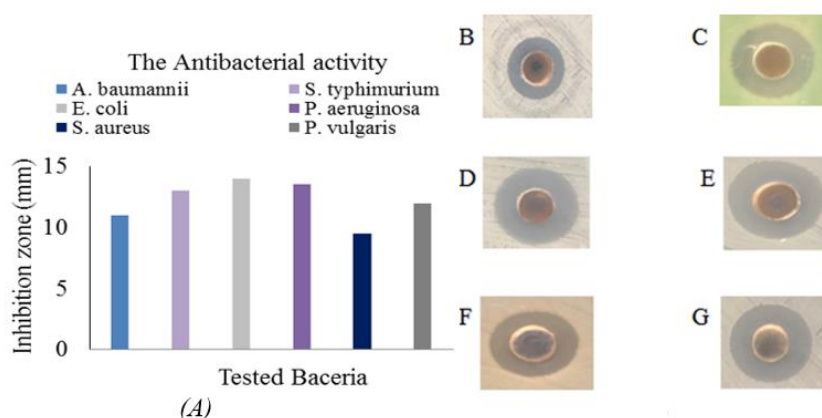 The Antibacterial activity
A. baumannii
S. typhimurium
E. coli
P. aeruginosa
S. aureus
P. vulgaris
Inhibition zone (mm)
15
10
5
0
Tested Baceria
(A)
B
C
D
E
F
G